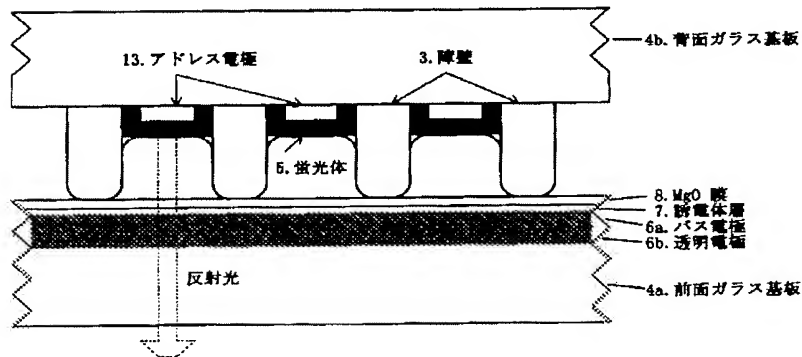 4b. 背面ガラス基板
13. アドレス電極
3. 障壁
5. 蛍光体
8. MgO 膜
7. 誘電体層
6a. バス電極
6b. 透明電極
反射光
4a. 前面ガラス基板